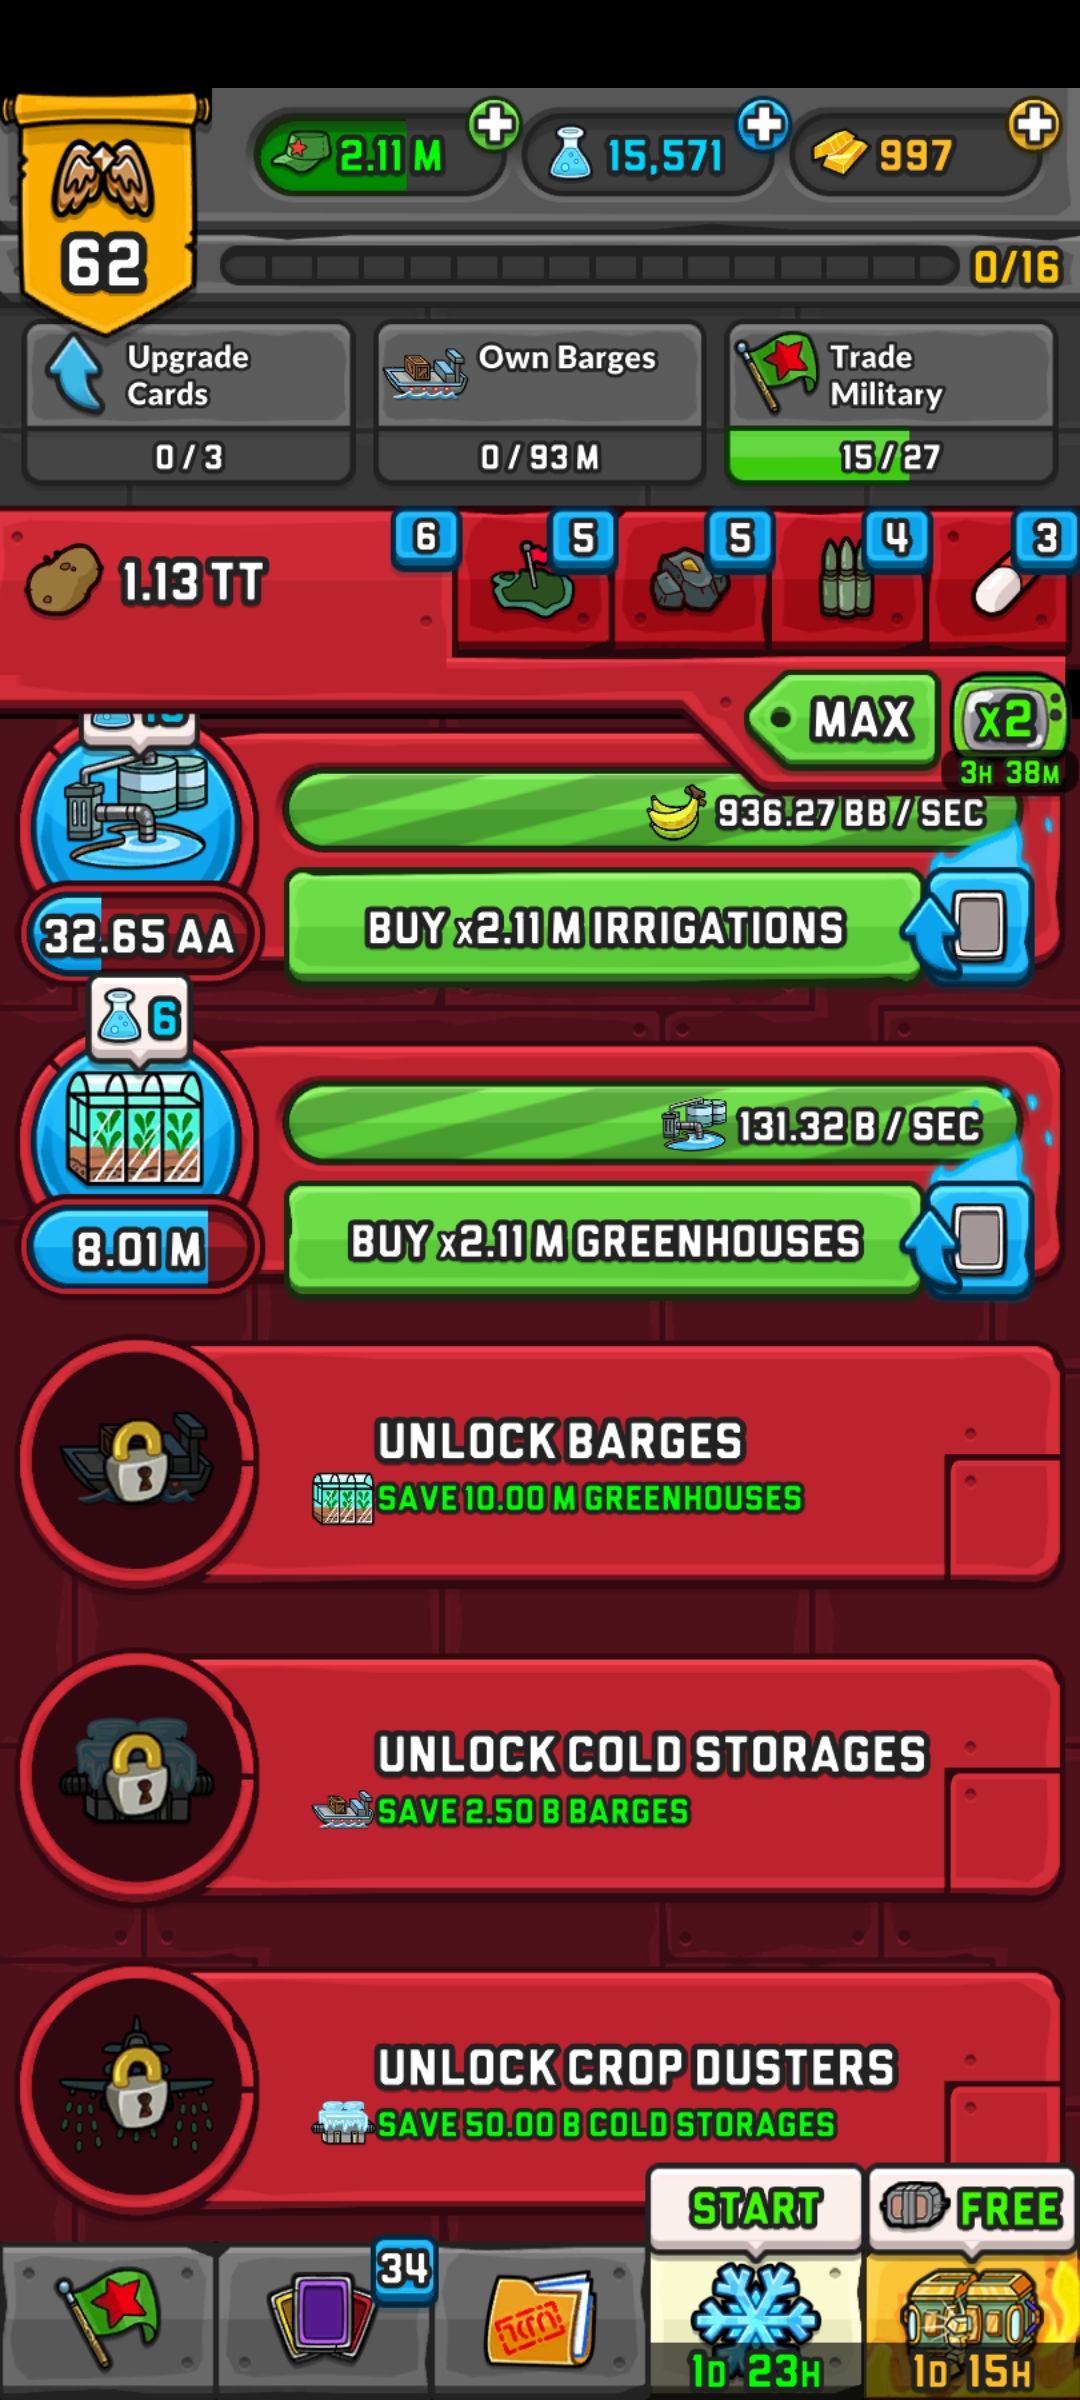 2.11 M
15,571
997
62
0/16
Upgrade
Cards
0 / 3
Own Barges
0 / 93 M
Trade
Military
15 / 27
1.13 TT
6
5
5
4
3
MAX
x2
3H 38M
936.27 BB / SEC
32.65 AA
BUY x2.11 M IRRIGATIONS
6
131.32 B / SEC
8.01 M
BUY x2.11 M GREENHOUSES
UNLOCK BARGES
SAVE 10.00 M GREENHOUSES
UNLOCK COLD STORAGES
SAVE 2.50 B BARGES
UNLOCK CROP DUSTERS
SAVE 50.00 B COLD STORAGES
START
FREE
34
1D 23H
1D 15H